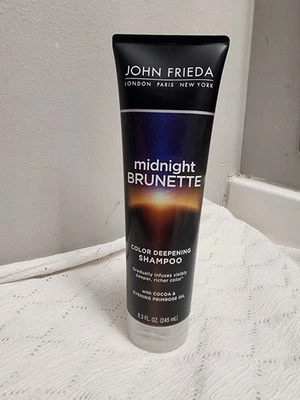 JOHN FRIEDA
LONDON PARIS NEW YORK
midnight
BRUNETTE
COLOR DEEPENING
SHAMPOO
Gradually infuses visibly
deeper, richer color*
with COCOA &
EVENING PRIMROSE OIL
8.3 FL. OZ. (245 mL)